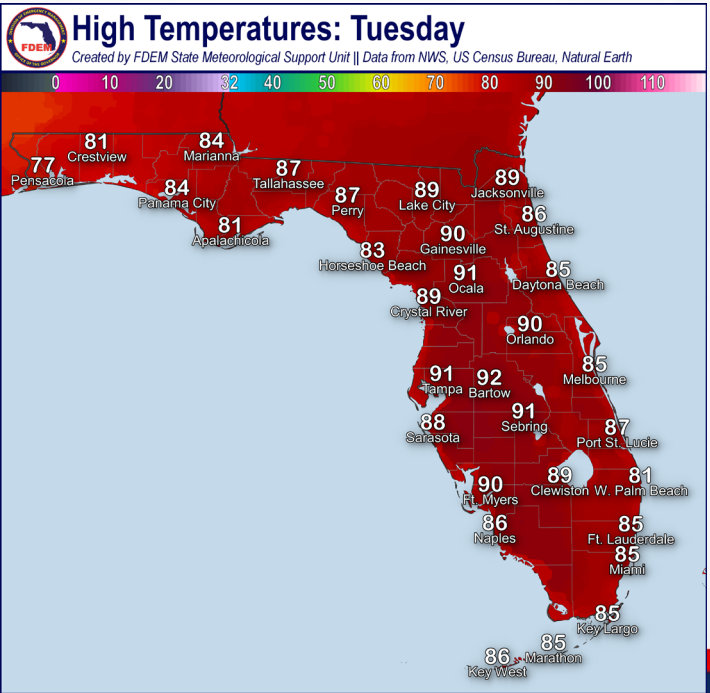 High Temperatures: Tuesday
Created by FDEM State Meteorological Support Unit || Data from NWS, US Census Bureau, Natural Earth
FDEM
0 10 20 32 40 50 60 70 80 90 100 110
81
Crestview
84
Marianna
77
Pensacola
87
Tallahassee
84
Panama City
87
Perry
89
Lake City
89
Jacksonville
86
St. Augustine
81
Apalachicola
90
Gainesville
83
Horseshoe Beach
91
Ocala
85
Daytona Beach
89
Crystal River
90
Orlando
91
Tampa
92
Bartow
85
Melbourne
91
Sebring
88
Sarasota
87
Port St. Lucie
90
Ft. Myers
89
Clewiston
81
W. Palm Beach
86
Naples
85
Ft. Lauderdale
85
Miami
85
Key Largo
85
Marathon
86
Key West